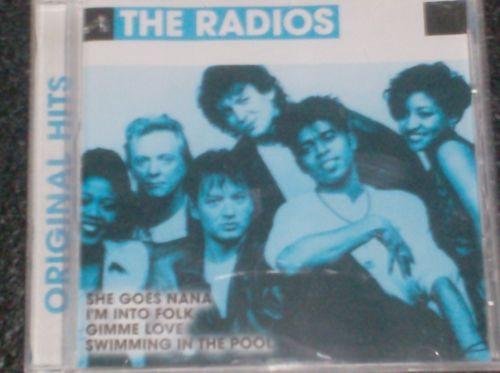 THE RADIOS
ORIGINAL HITS
SHE GOES NANA
I'M INTO FOLK
GIMME LOVE
SWIMMING IN THE POOL